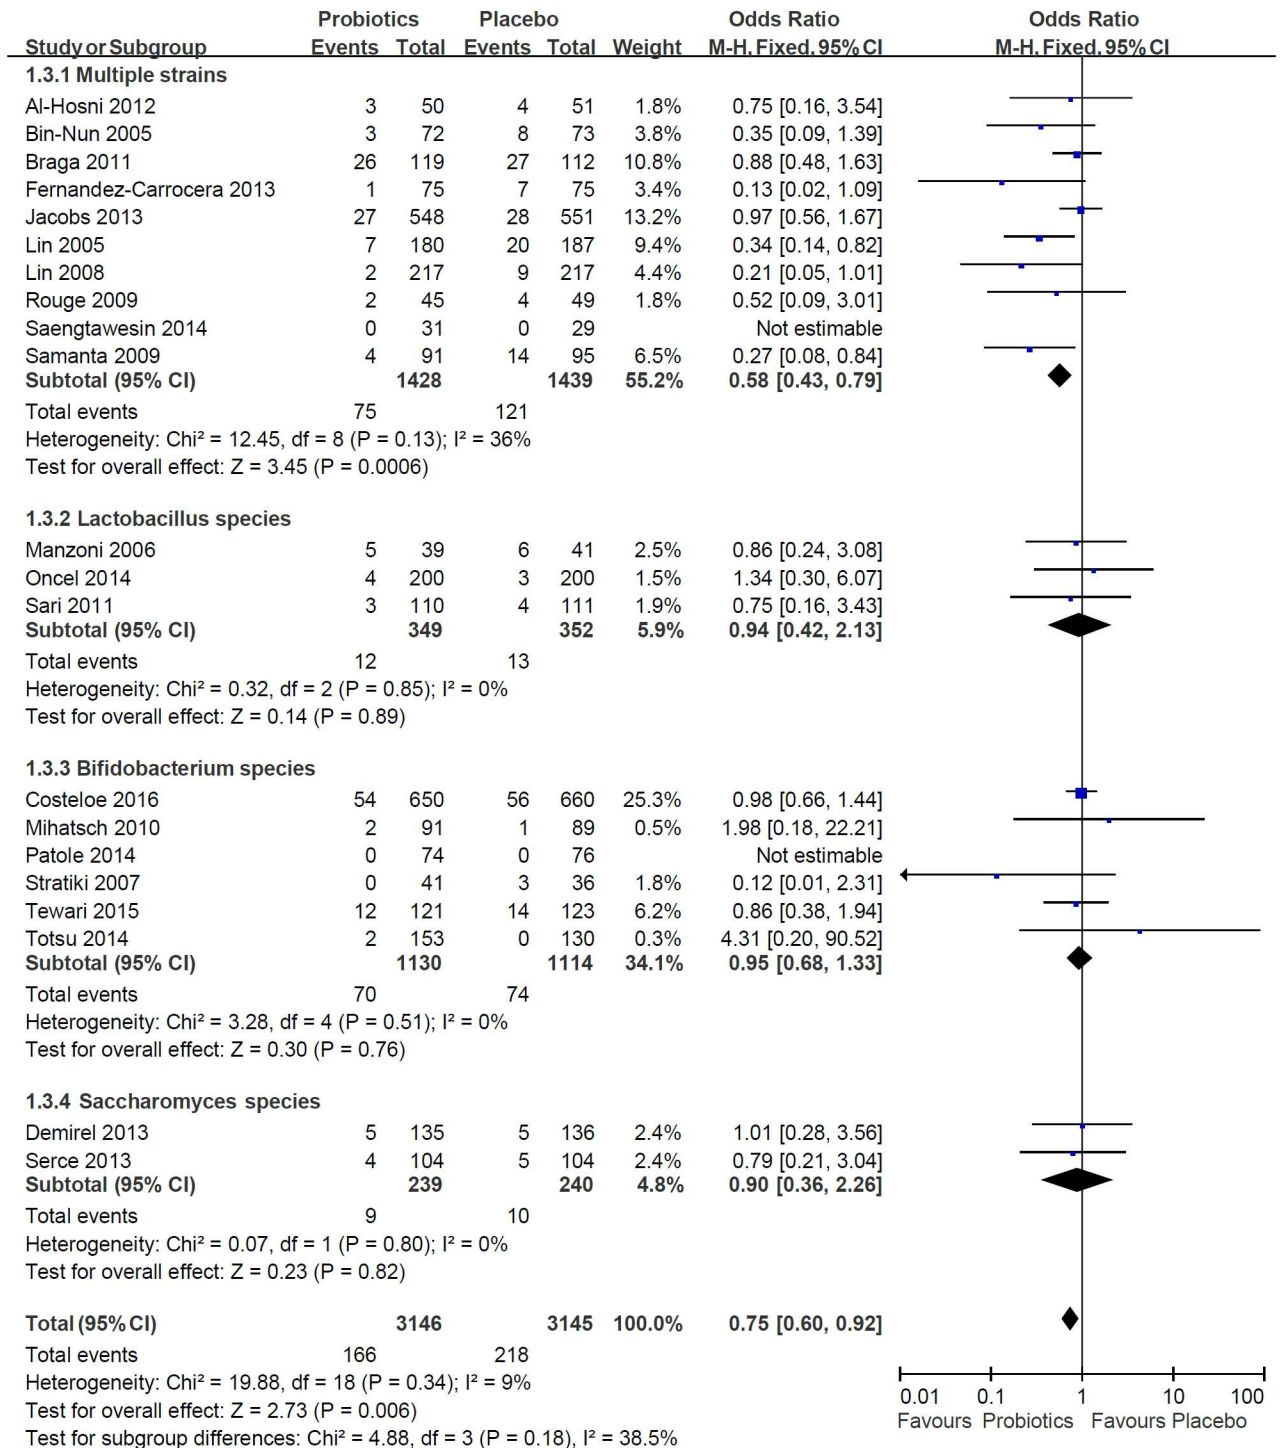 Probiotics Placebo Odds Ratio Odds Ratio
Study or Subgroup Events Total Events Total Weight M-H, Fixed, 95% CI M-H, Fixed, 95% CI
1.3.1 Multiple strains
Al-Hosni 2012 3 50 4 51 1.8% 0.75 [0.16, 3.54]
Bin-Nun 2005 3 72 8 73 3.8% 0.35 [0.09, 1.39]
Braga 2011 26 119 27 112 10.8% 0.88 [0.48, 1.63]
Fernandez-Carrocera 2013 1 75 7 75 3.4% 0.13 [0.02, 1.09]
Jacobs 2013 27 548 28 551 13.2% 0.97 [0.56, 1.67]
Lin 2005 7 180 20 187 9.4% 0.34 [0.14, 0.82]
Lin 2008 2 217 9 217 4.4% 0.21 [0.05, 1.01]
Rouge 2009 2 45 4 49 1.8% 0.52 [0.09, 3.01]
Saengtawesin 2014 0 31 0 29 Not estimable
Samanta 2009 4 91 14 95 6.5% 0.27 [0.08, 0.84]
Subtotal (95% CI) 1428 1439 55.2% 0.58 [0.43, 0.79]
Total events 75 121
Heterogeneity: Chi² = 12.45, df = 8 (P = 0.13); I² = 36%
Test for overall effect: Z = 3.45 (P = 0.0006)
1.3.2 Lactobacillus species
Manzoni 2006 5 39 6 41 2.5% 0.86 [0.24, 3.08]
Oncel 2014 4 200 3 200 1.5% 1.34 [0.30, 6.07]
Sari 2011 3 110 4 111 1.9% 0.75 [0.16, 3.43]
Subtotal (95% CI) 349 352 5.9% 0.94 [0.42, 2.13]
Total events 12 13
Heterogeneity: Chi² = 0.32, df = 2 (P = 0.85); I² = 0%
Test for overall effect: Z = 0.14 (P = 0.89)
1.3.3 Bifidobacterium species
Costeloe 2016 54 650 56 660 25.3% 0.98 [0.66, 1.44]
Mihatsch 2010 2 91 1 89 0.5% 1.98 [0.18, 22.21]
Patole 2014 0 74 0 76 Not estimable
Stratiki 2007 0 41 3 36 1.8% 0.12 [0.01, 2.31]
Tewari 2015 12 121 14 123 6.2% 0.86 [0.38, 1.94]
Totsu 2014 2 153 0 130 0.3% 4.31 [0.20, 90.52]
Subtotal (95% CI) 1130 1114 34.1% 0.95 [0.68, 1.33]
Total events 70 74
Heterogeneity: Chi² = 3.28, df = 4 (P = 0.51); I² = 0%
Test for overall effect: Z = 0.30 (P = 0.76)
1.3.4 Saccharomyces species
Demirel 2013 5 135 5 136 2.4% 1.01 [0.28, 3.56]
Serce 2013 4 104 5 104 2.4% 0.79 [0.21, 3.04]
Subtotal (95% CI) 239 240 4.8% 0.90 [0.36, 2.26]
Total events 9 10
Heterogeneity: Chi² = 0.07, df = 1 (P = 0.80); I² = 0%
Test for overall effect: Z = 0.23 (P = 0.82)
Total (95% CI) 3146 3145 100.0% 0.75 [0.60, 0.92]
Total events 166 218
Heterogeneity: Chi² = 19.88, df = 18 (P = 0.34); I² = 9%
Test for overall effect: Z = 2.73 (P = 0.006)
Test for subgroup differences: Chi² = 4.88, df = 3 (P = 0.18), I² = 38.5%
0.01 0.1 1 10 100
Favours Probiotics Favours Placebo